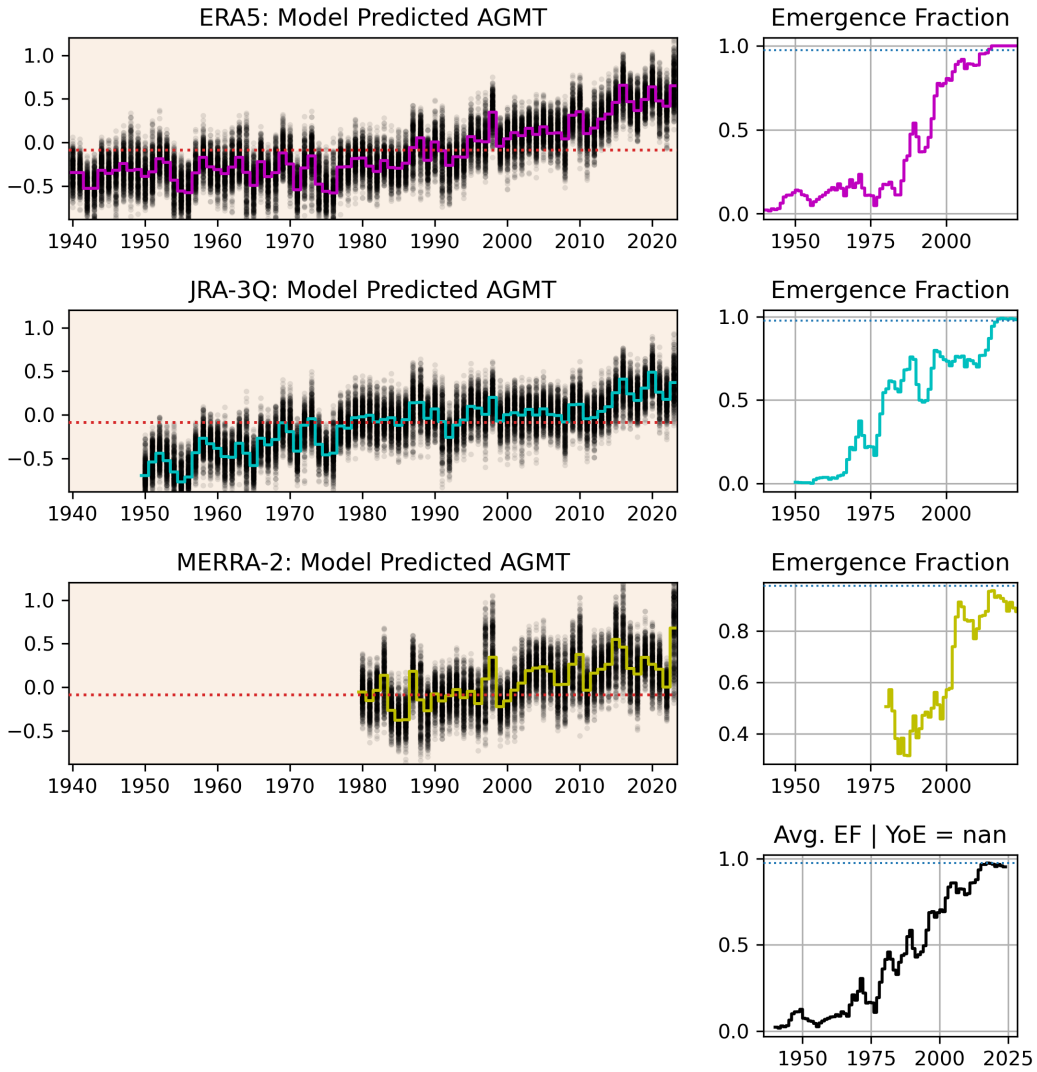 ERA5: Model Predicted AGMT
1.0
0.5
0.0
−0.5
1940 1950 1960 1970 1980 1990 2000 2010 2020
Emergence Fraction
1.0
0.5
0.0
1950 1975 2000
JRA-3Q: Model Predicted AGMT
1.0
0.5
0.0
−0.5
1940 1950 1960 1970 1980 1990 2000 2010 2020
Emergence Fraction
1.0
0.5
0.0
1950 1975 2000
MERRA-2: Model Predicted AGMT
1.0
0.5
0.0
−0.5
1940 1950 1960 1970 1980 1990 2000 2010 2020
Emergence Fraction
0.8
0.6
0.4
1950 1975 2000
Avg. EF | YoE = nan
1.0
0.5
0.0
1950 1975 2000 2025